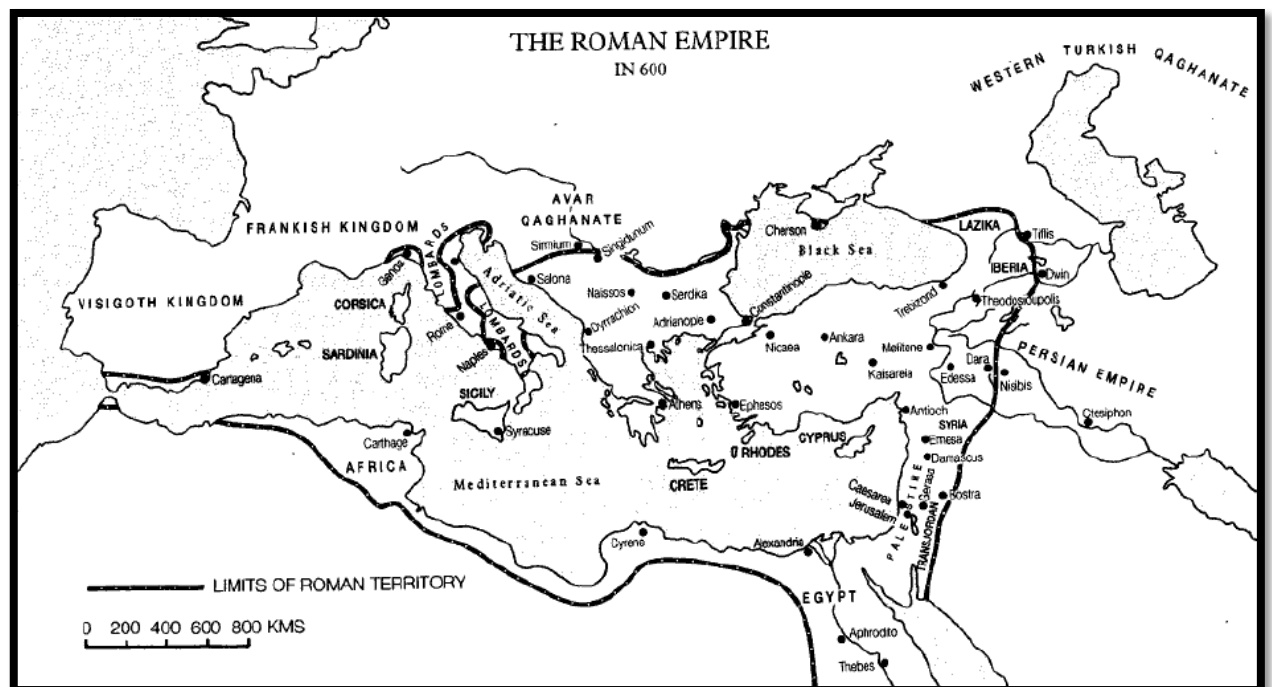 THE ROMAN EMPIRE
IN 600
WESTERN TURKISH QAGHANATE
AVAR
QAGHANATE
FRANKISH KINGDOM
LOMBARDS
Sirmium
Singidunum
Cherson
Black Sea
LAZIKA
Tiflis
IBERIA
Dwin
Genoa
Salona
Adriatic Sea
VISIGOTH KINGDOM
CORSICA
Naissos
Serdika
Constantinople
Trebizond
Theodosioupolis
Rome
LOMBARDS
Dyrrachion
Adrianople
Nicaea
Ankara
Melitene
PERSIAN EMPIRE
SARDINIA
Naples
Thessalonica
Kaisareia
Edessa
Dara
Nisibis
Cartagena
SICILY
Athens
Ephesos
Antioch
Ctesiphon
Carthage
Syracuse
RHODES
CYPRUS
SYRIA
Emesa
Damascus
AFRICA
Mediterranean Sea
CRETE
Caesarea
Jerusalem
PALESTINE
Gerasa
Bostra
TRANSJORDAN
Cyrene
Alexandria
EGYPT
LIMITS OF ROMAN TERRITORY
0 200 400 600 800 KMS
Aphrodito
Thebes